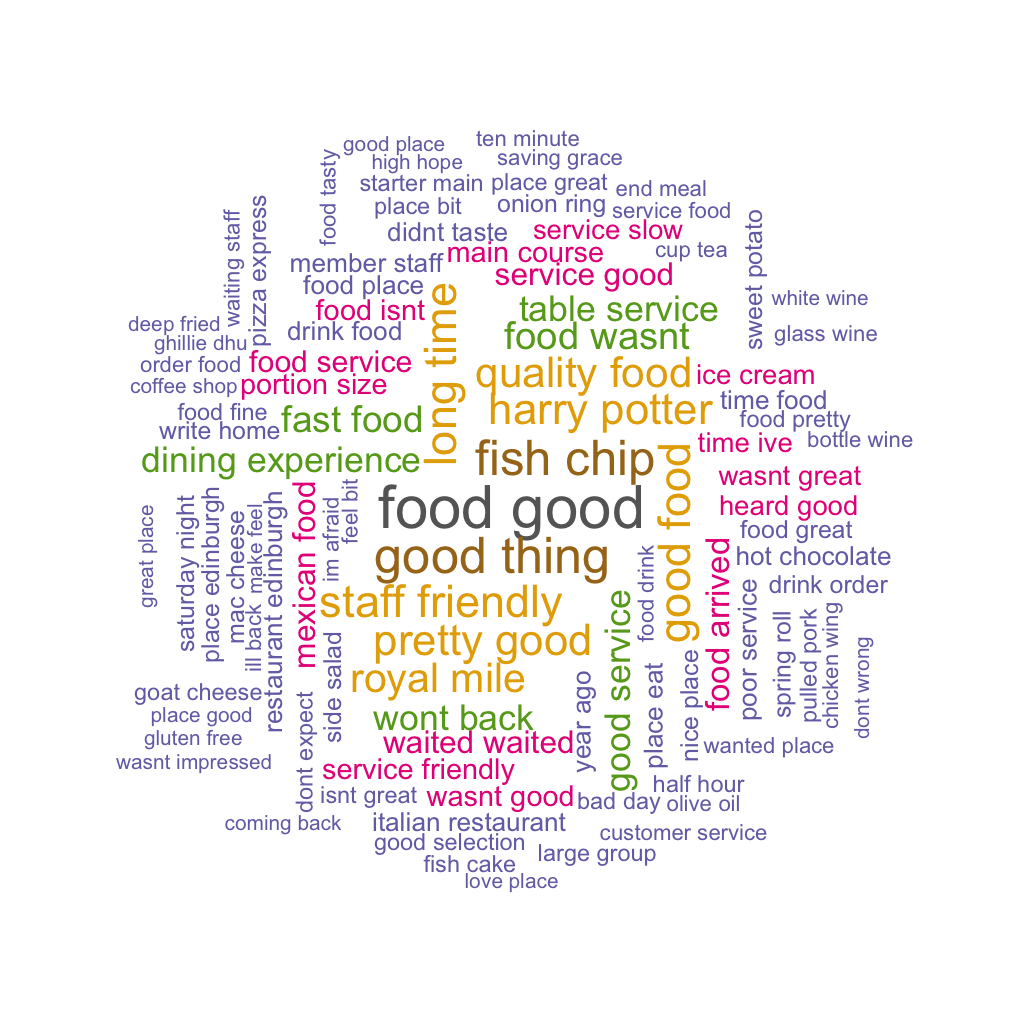 ten minute
good place
high hope
saving grace
food tasty
starter main
place great
end meal
place bit
onion ring
service food
waiting staff
pizza express
didnt taste
service slow
sweet potato
main course
cup tea
member staff
service good
food place
long time
white wine
food isnt
table service
deep fried
drink food
food wasnt
glass wine
ghillie dhu
order food
food service
quality food
ice cream
coffee shop
portion size
time food
food fine
fast food
harry potter
food pretty
write home
time ive
bottle wine
dining experience
fish chip
good food
wasnt great
heard good
food good
great place
saturday night
place edinburgh
mac cheese
make feel
ill back
restaurant edinburgh
mexican food
im afraid
feel bit
food great
good thing
hot chocolate
food drink
food arrived
drink order
staff friendly
good service
poor service
spring roll
pulled pork
chicken wing
dont wrong
pretty good
side salad
royal mile
year ago
place eat
nice place
goat cheese
place good
dont expect
wont back
gluten free
waited waited
wanted place
wasnt impressed
service friendly
half hour
isnt great
wasnt good
bad day
olive oil
coming back
italian restaurant
customer service
good selection
large group
fish cake
love place